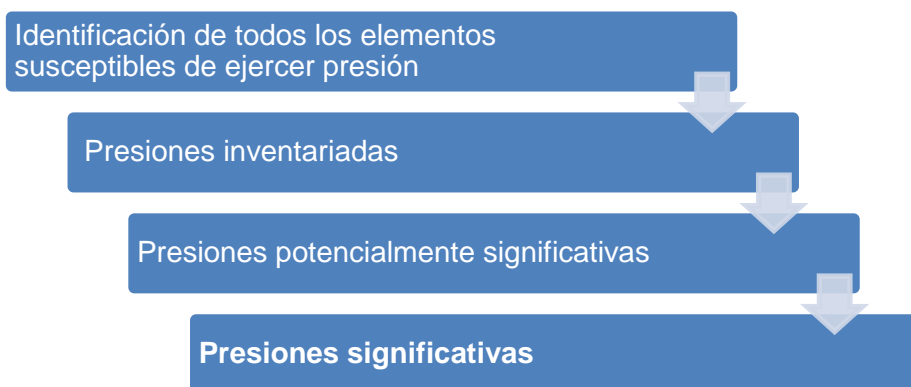 Identificación de todos los elementos
susceptibles de ejercer presión
Presiones inventariadas
Presiones potencialmente significativas
Presiones significativas